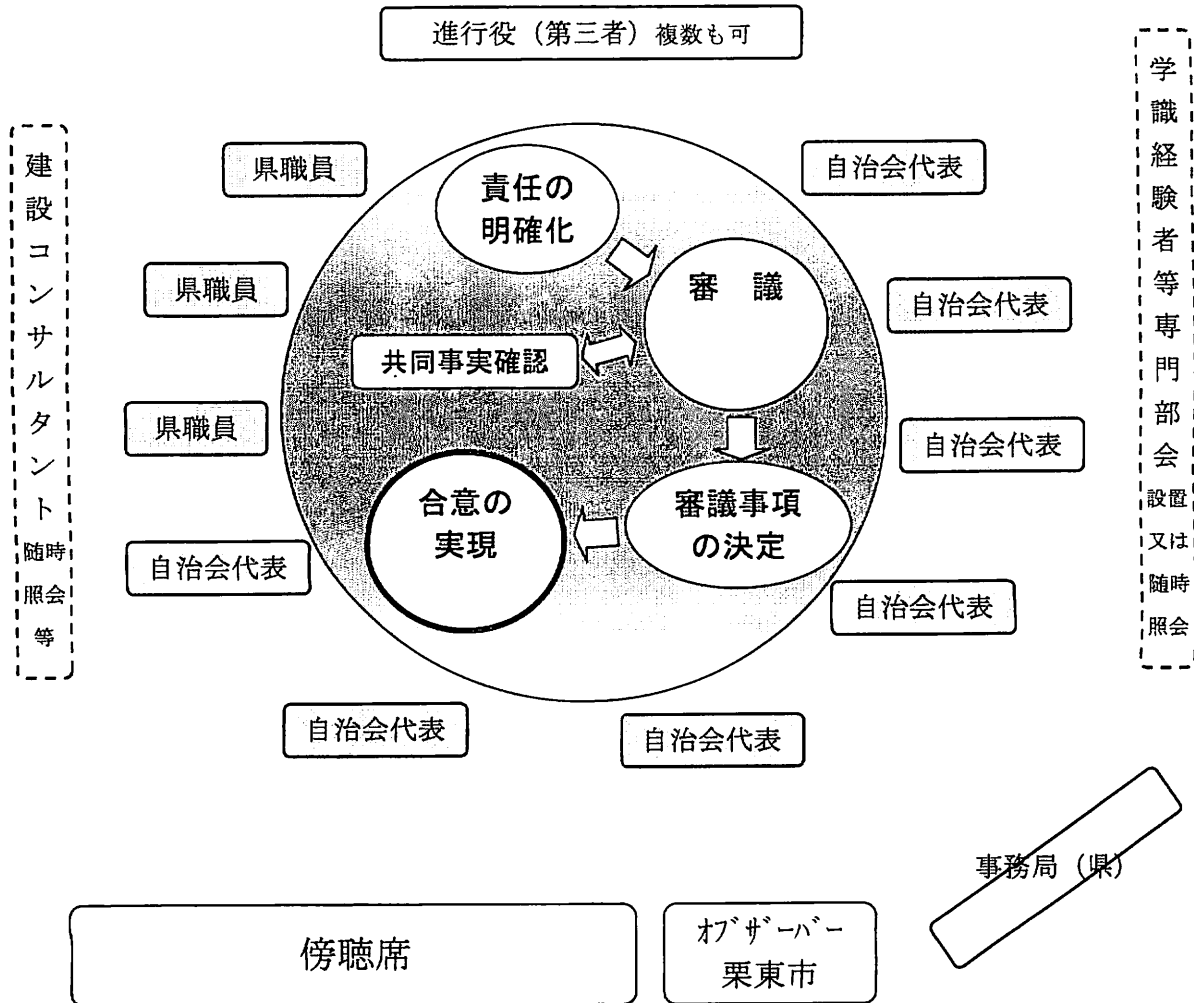 進行役（第三者）複数も可
建設コンサルタント随時照会等
学識経験者等専門部会設置又は随時照会
県職員
自治会代表
責任の
明確化
審　議
県職員
自治会代表
共同事実確認
県職員
自治会代表
合意の
実現
審議事項
の決定
自治会代表
自治会代表
自治会代表
自治会代表
事務局（県）
傍聴席
ｵﾌﾞｻﾞｰﾊﾞｰ
栗東市